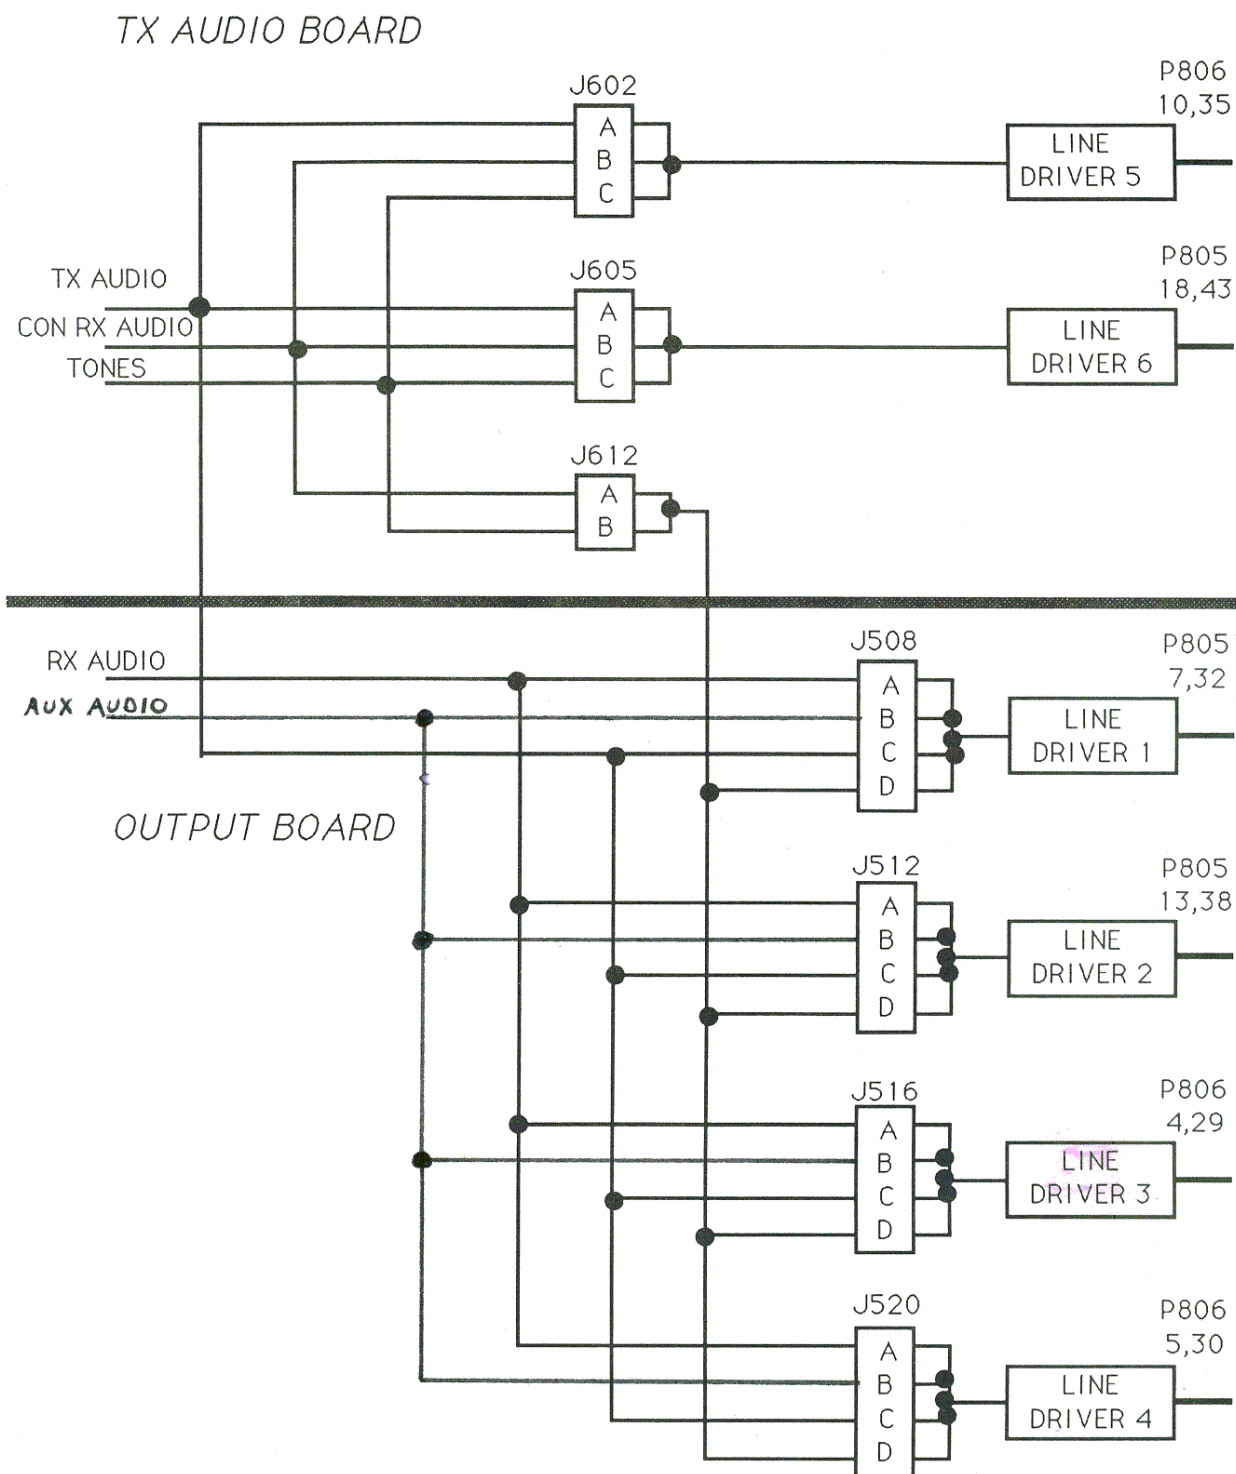 TX AUDIO BOARD
J602
A
B
C
P806
10,35
LINE
DRIVER 5
TX AUDIO
CON RX AUDIO
TONES
J605
A
B
C
P805
18,43
LINE
DRIVER 6
J612
A
B
RX AUDIO
AUX AUDIO
J508
A
B
C
D
P805
7,32
LINE
DRIVER 1
OUTPUT BOARD
J512
A
B
C
D
P805
13,38
LINE
DRIVER 2
J516
A
B
C
D
P806
4,29
LINE
DRIVER 3
J520
A
B
C
D
P806
5,30
LINE
DRIVER 4